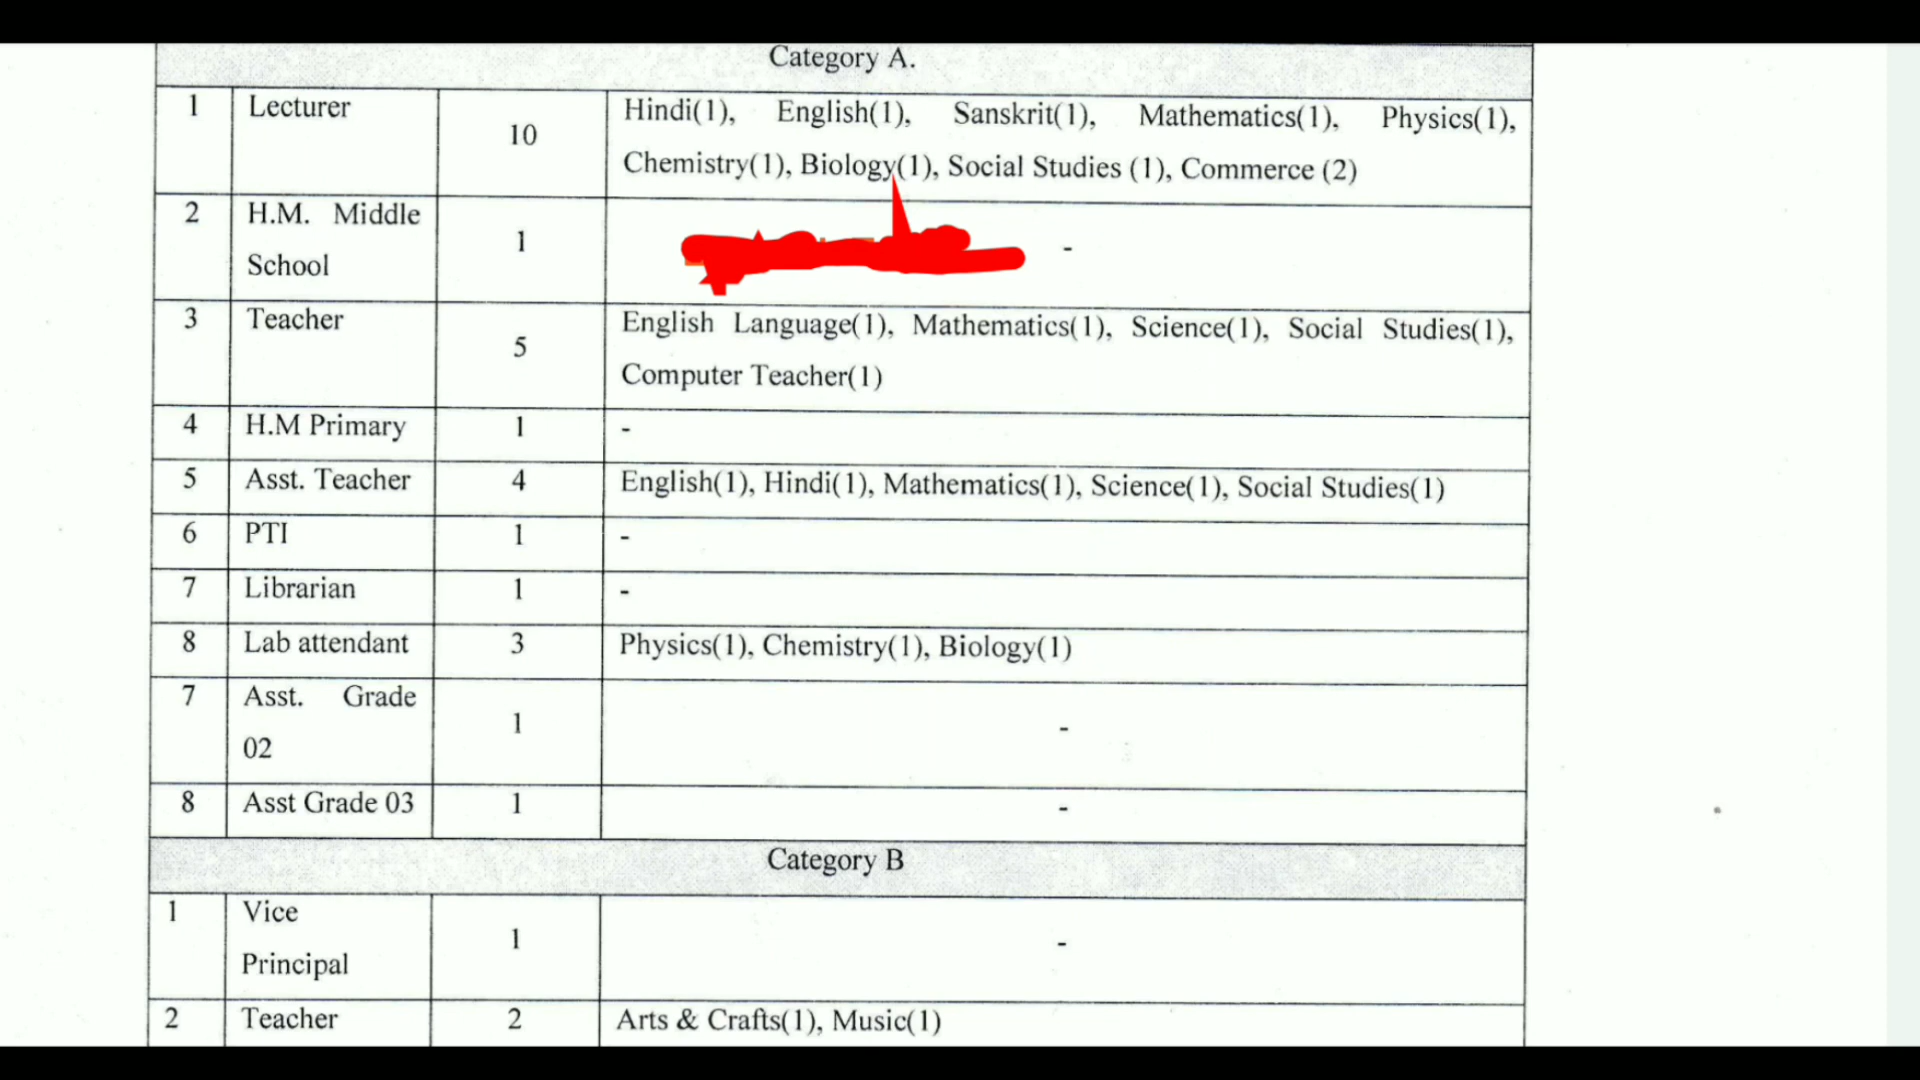 Category A.
1 Lecturer 10 Hindi(1), English(1), Sanskrit(1), Mathematics(1), Physics(1),
Chemistry(1), Biology(1), Social Studies (1), Commerce (2)
2 H.M. Middle
School 1 -
3 Teacher 5 English Language(1), Mathematics(1), Science(1), Social Studies(1),
Computer Teacher(1)
4 H.M Primary 1 -
5 Asst. Teacher 4 English(1), Hindi(1), Mathematics(1), Science(1), Social Studies(1)
6 PTI 1 -
7 Librarian 1 -
8 Lab attendant 3 Physics(1), Chemistry(1), Biology(1)
7 Asst. Grade
02 1 -
8 Asst Grade 03 1 -
Category B
1 Vice
Principal 1 -
2 Teacher 2 Arts & Crafts(1), Music(1)